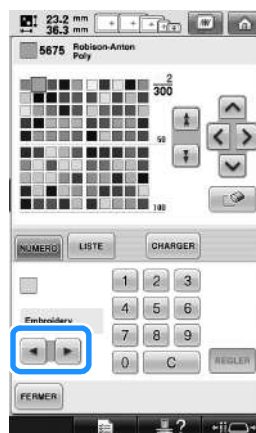 23.2 mm
36.3 mm
5675 Robison-Anton
Poly
2
300
50
100
NUMERO LISTE CHARGER
1 2 3
Embroidery
4 5 6
7 8 9
0 C REGLER
FERMER
?